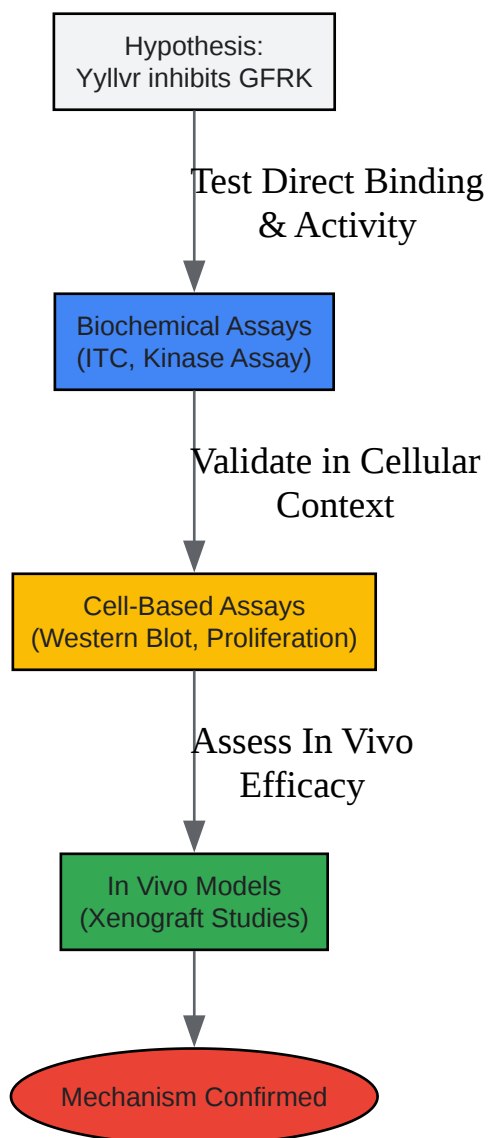 Hypothesis:
Yyllvr inhibits GFRK
Test Direct Binding
& Activity
Biochemical Assays
(ITC, Kinase Assay)
Validate in Cellular
Context
Cell-Based Assays
(Western Blot, Proliferation)
Assess In Vivo
Efficacy
In Vivo Models
(Xenograft Studies)
Mechanism Confirmed